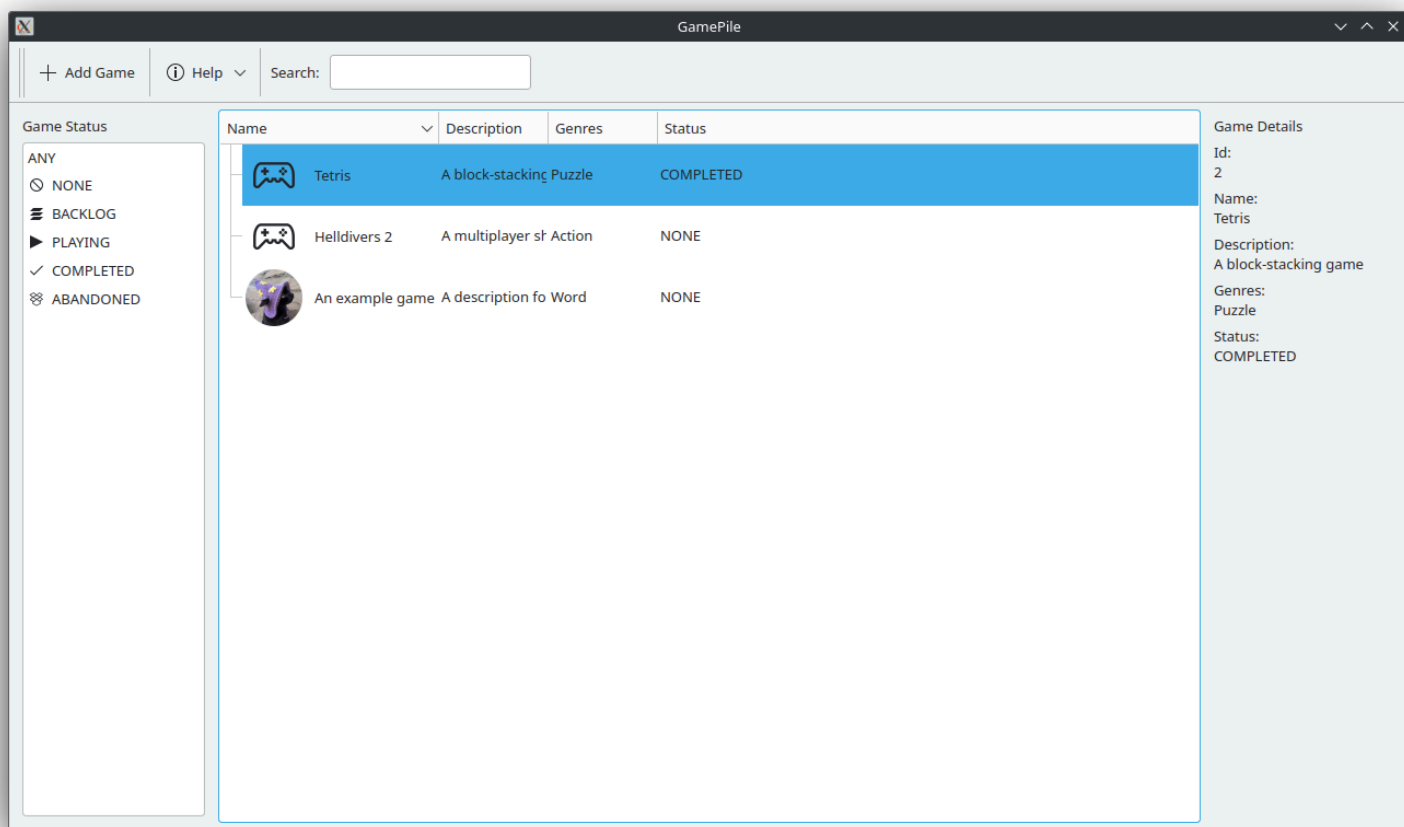 GamePile
Add Game
Help
Search:
Game Status
ANY
NONE
BACKLOG
PLAYING
COMPLETED
ABANDONED
Name Description Genres Status
Tetris A block-stacking Puzzle COMPLETED
Helldivers 2 A multiplayer sh Action NONE
An example game A description fo Word NONE
Game Details
Id:
2
Name:
Tetris
Description:
A block-stacking game
Genres:
Puzzle
Status:
COMPLETED